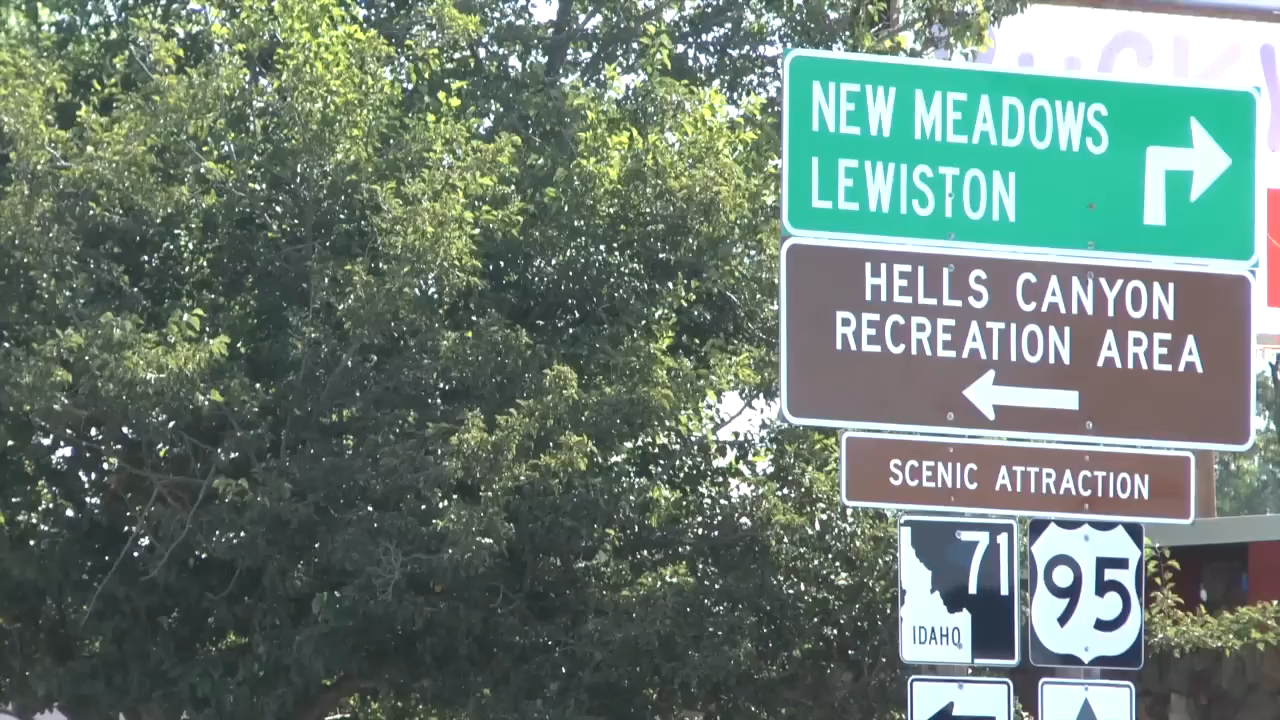 NEW MEADOWS
LEWISTON
HELLS CANYON
RECREATION AREA
SCENIC ATTRACTION
71
IDAHO
95